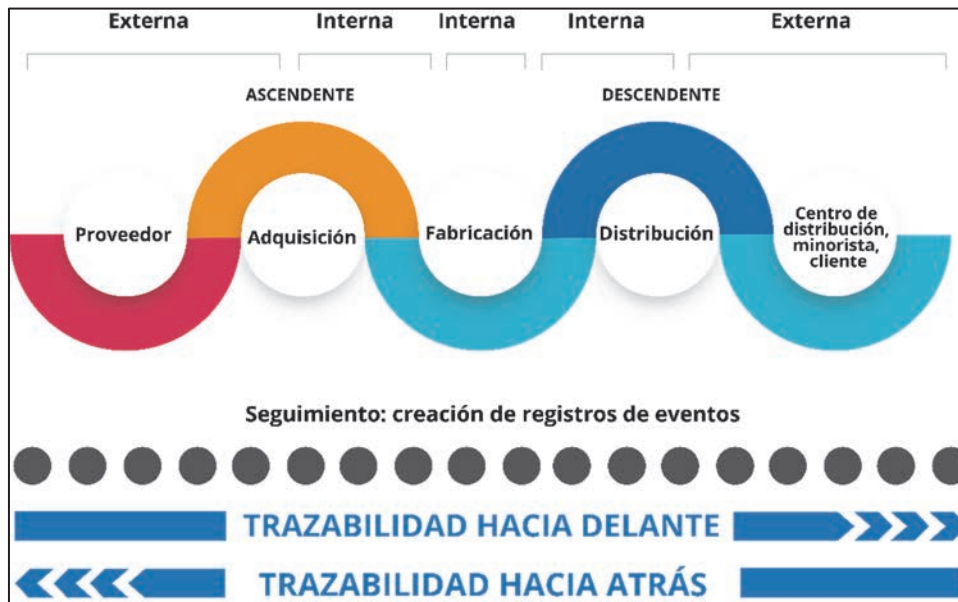 Externa
Interna
Interna
Interna
Externa
ASCENDENTE
DESCENDENTE
Proveedor
Adquisición
Fabricación
Distribución
Centro de
distribución,
minorista,
cliente
Seguimiento: creación de registros de eventos
TRAZABILIDAD HACIA DELANTE
TRAZABILIDAD HACIA ATRÁS